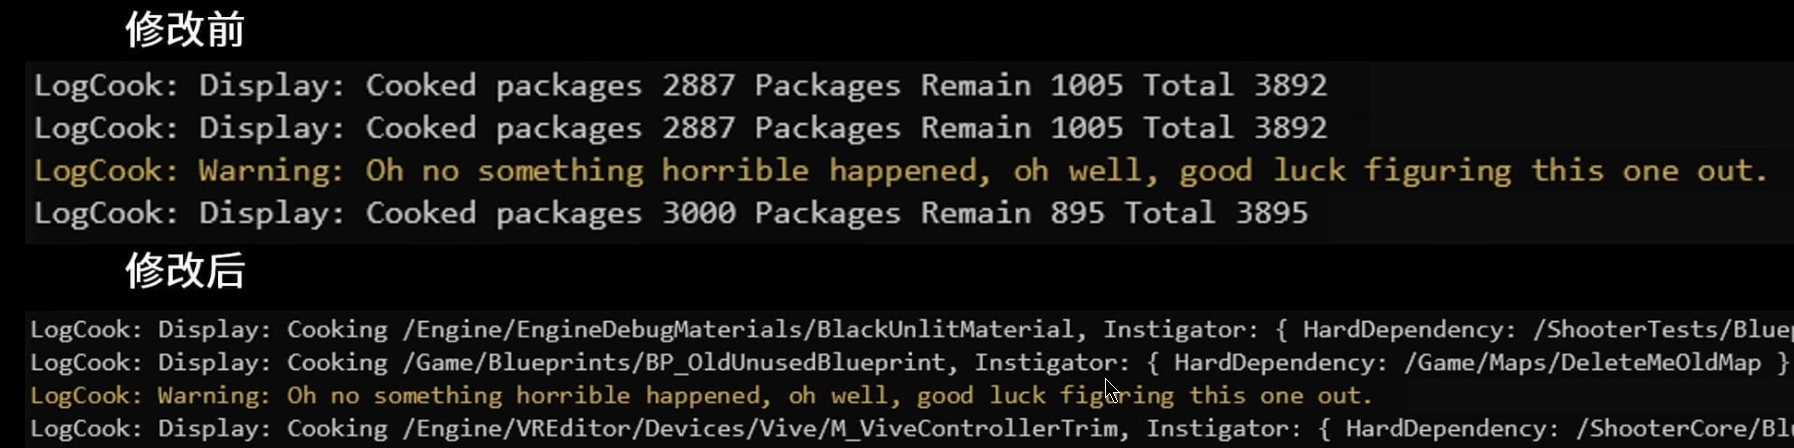 修改前
LogCook: Display: Cooked packages 2887 Packages Remain 1005 Total 3892
LogCook: Display: Cooked packages 2887 Packages Remain 1005 Total 3892
LogCook: Warning: Oh no something horrible happened, oh well, good luck figuring this one out.
LogCook: Display: Cooked packages 3000 Packages Remain 895 Total 3895
修改后
LogCook: Display: Cooking /Engine/EngineDebugMaterials/BlackUnlitMaterial, Instigator: { HardDependency: /ShooterTests/Bluep
LogCook: Display: Cooking /Game/Blueprints/BP_OldUnusedBlueprint, Instigator: { HardDependency: /Game/Maps/DeleteMeOldMap }
LogCook: Warning: Oh no something horrible happened, oh well, good luck figuring this one out.
LogCook: Display: Cooking /Engine/VREditor/Devices/Vive/M_ViveControllerTrim, Instigator: { HardDependency: /ShooterCore/Blu